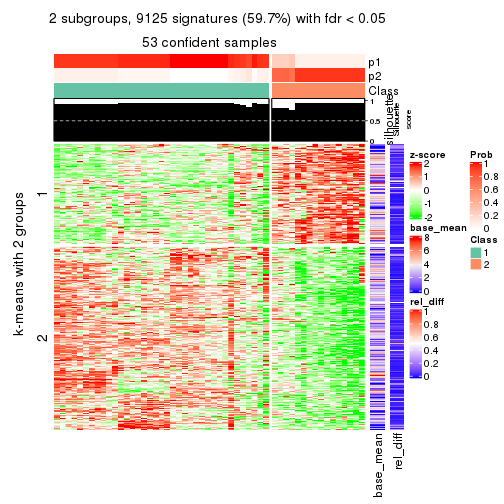 2 subgroups, 9125 signatures (59.7%) with fdr < 0.05
53 confident samples
p1
p2
Class
silhouette
Silhouette
score
1
0.5
0
k-means with 2 groups
1
2
base_mean
rel_diff
z-score
2
1
0
-1
-2
base_mean
8
6
4
2
0
rel_diff
1
0.8
0.6
0.4
0.2
0
Prob
1
0.8
0.6
0.4
0.2
0
Class
1
2